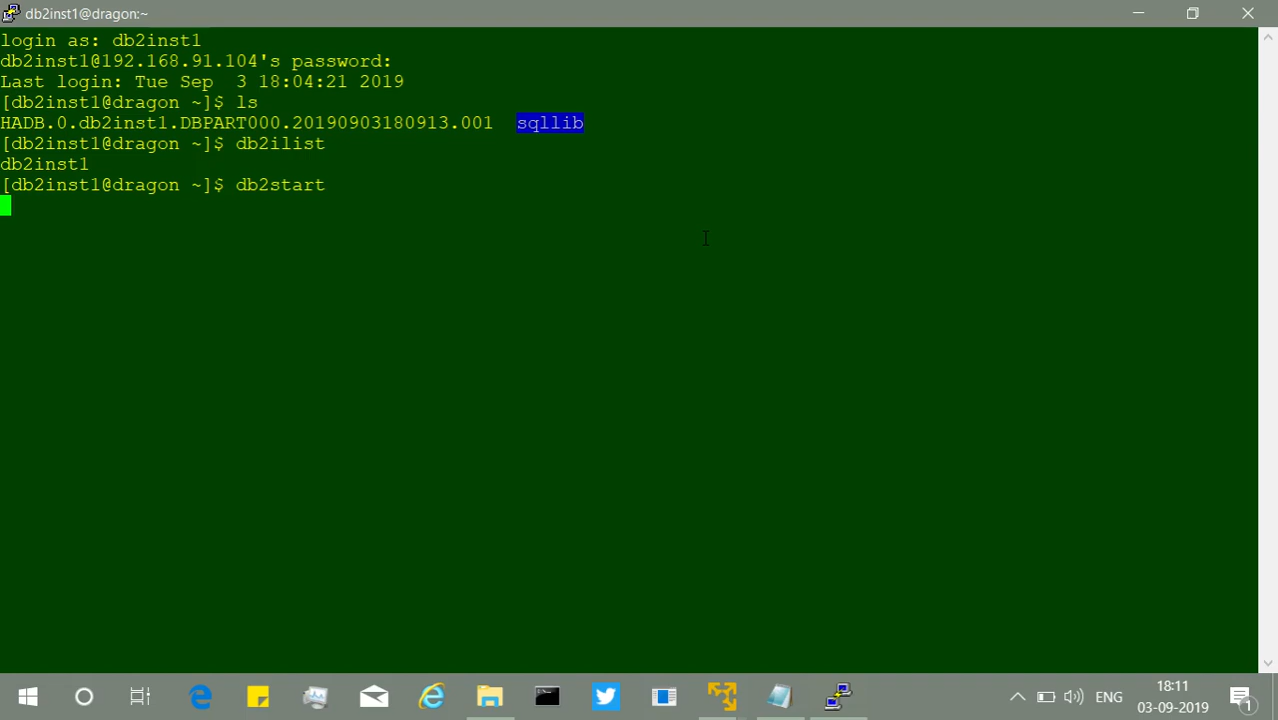 db2inst1@dragon:~
login as: db2inst1
db2inst1@192.168.91.104's password:
Last login: Tue Sep  3 18:04:21 2019
[db2inst1@dragon ~]$ ls
HADB.0.db2inst1.DBPART000.20190903180913.001  sqllib
[db2inst1@dragon ~]$ db2ilist
db2inst1
[db2inst1@dragon ~]$ db2start
ENG
18:11
03-09-2019
1